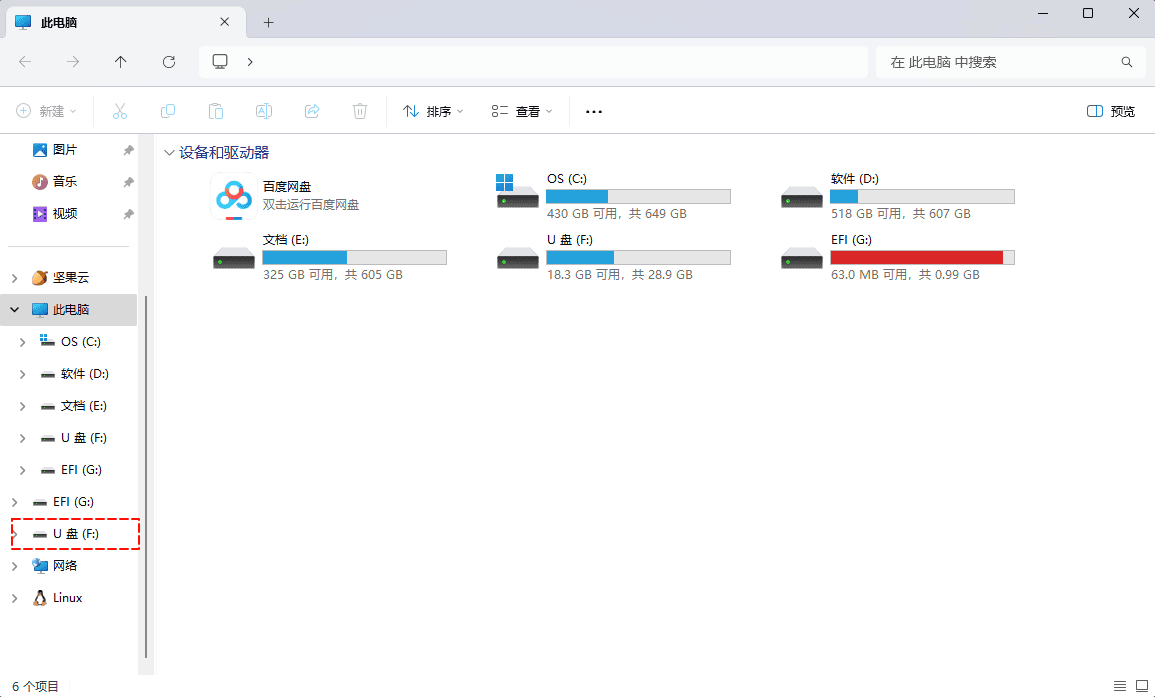 此电脑
在 此电脑 中搜索
新建
排序
查看
预览
图片
音乐
视频
坚果云
此电脑
OS (C:)
软件 (D:)
文档 (E:)
U 盘 (F:)
EFI (G:)
EFI (G:)
U 盘 (F:)
网络
Linux
设备和驱动器
百度网盘
双击运行百度网盘
OS (C:)
430 GB 可用，共 649 GB
软件 (D:)
518 GB 可用，共 607 GB
文档 (E:)
325 GB 可用，共 605 GB
U 盘 (F:)
18.3 GB 可用，共 28.9 GB
EFI (G:)
63.0 MB 可用，共 0.99 GB
6 个项目